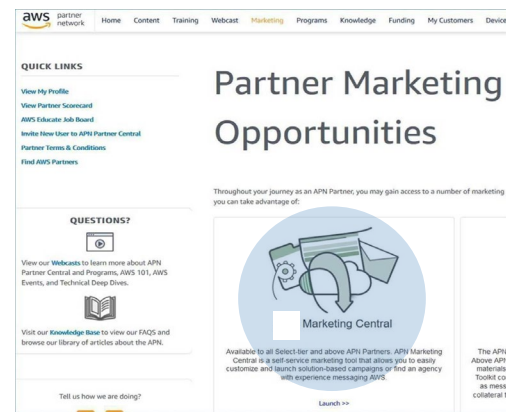 aws partner network
Home Content Training Webcast Marketing Programs Knowledge Funding My Customers Device
QUICK LINKS
View My Profile
View Partner Scorecard
AWS Educate Job Board
Invite New User to APN Partner Central
Partner Terms & Conditions
Find AWS Partners
QUESTIONS?
View our Webcasts to learn more about APN
Partner Central and Programs, AWS 101, AWS
Events, and Technical Deep Dives.
Visit our Knowledge Base to view our FAQS and
browse our library of articles about the APN.
Tell us how we are doing?
Partner Marketing
Opportunities
Throughout your journey as an APN Partner, you may gain access to a number of marketing
you can take advantage of:
Marketing Central
Available to all Select-tier and above APN Partners. APN Marketing
Central is a self-service marketing tool that allows you to easily
customize and launch solution-based campaigns or find an agency
with experience messaging AWS.
Launch >>
The APN
Above APN
materials
Toolkit co
as mess
collateral t